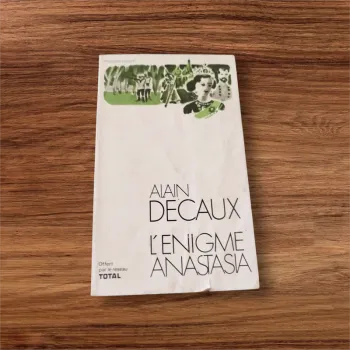 ALAIN
DECAUX
L'ENIGME
ANASTASIA
Offert
par le réseau
TOTAL